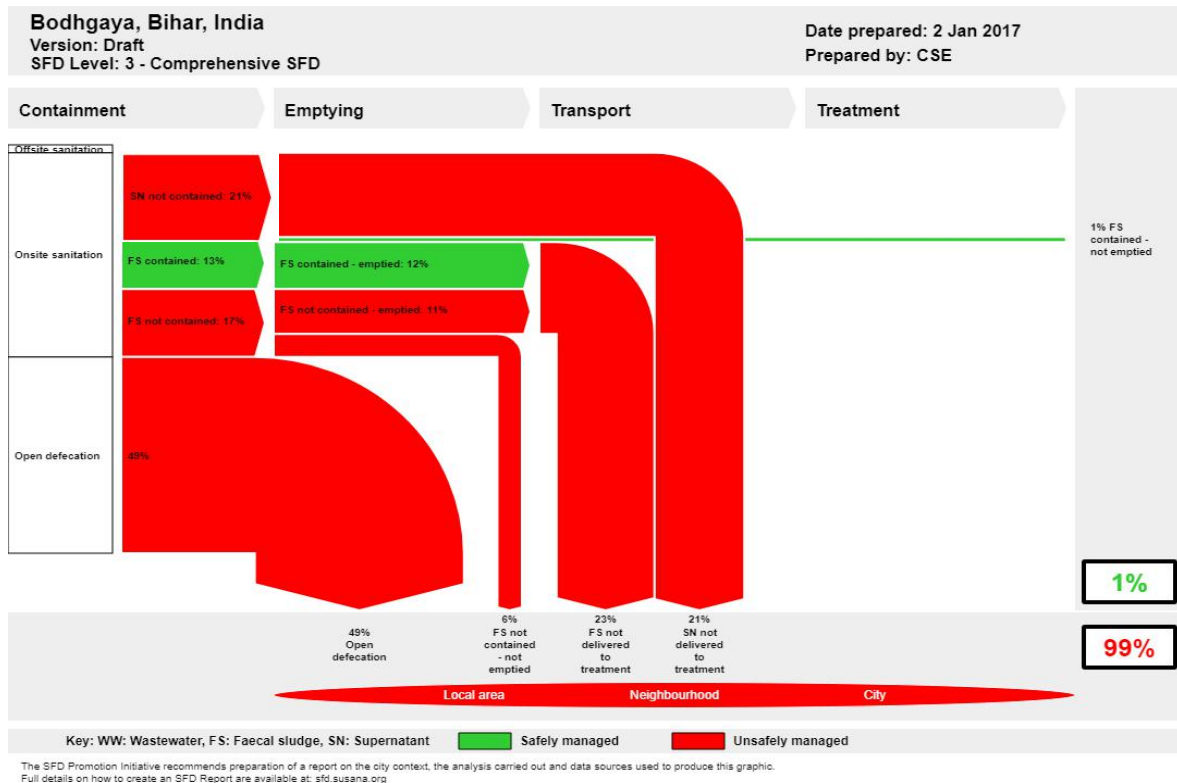 Bodhgaya, Bihar, India
Version: Draft
SFD Level: 3 - Comprehensive SFD
Date prepared: 2 Jan 2017
Prepared by: CSE
Containment
Emptying
Transport
Treatment
Offsite sanitation
Onsite sanitation
Open defecation
SN not contained: 21%
FS contained: 13%
FS not contained: 17%
49%
FS contained - emptied: 12%
FS not contained - emptied: 11%
1% FS
contained -
not emptied
1%
99%
49%
Open
defecation
6%
FS not
contained
- not
emptied
23%
FS not
delivered
to
treatment
21%
SN not
delivered
to
treatment
Local area
Neighbourhood
City
Key: WW: Wastewater, FS: Faecal sludge, SN: Supernatant
Safely managed
Unsafely managed
The SFD Promotion Initiative recommends preparation of a report on the city context, the analysis carried out and data sources used to produce this graphic.
Full details on how to create an SFD Report are available at: sfd.susana.org